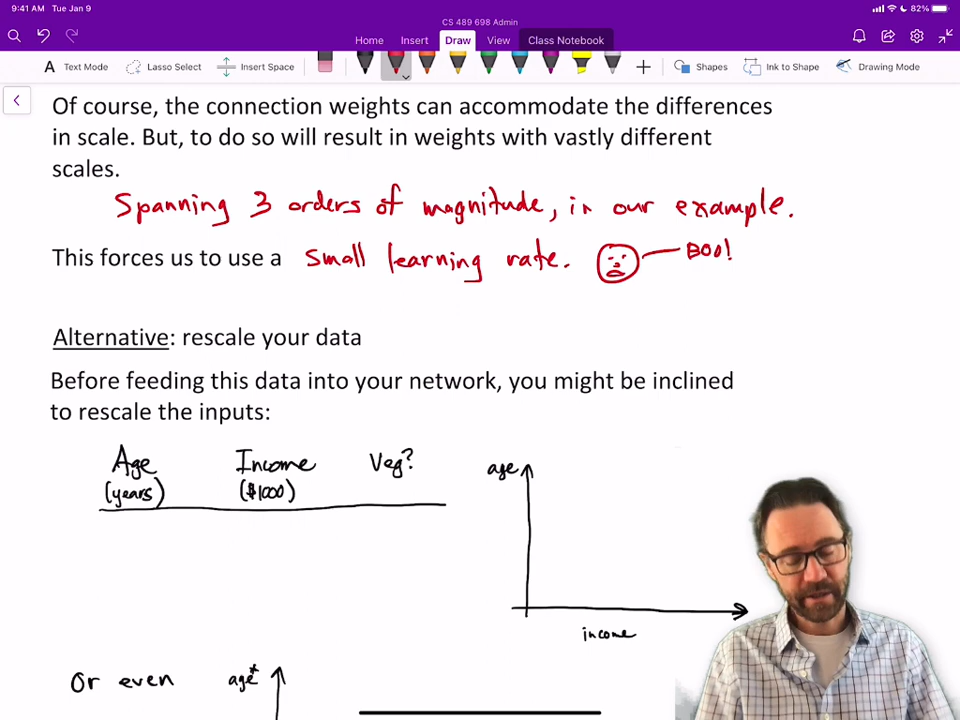 9:41 AM Tue Jan 9
82%
CS 489 698 Admin
Home Insert Draw View Class Notebook
A Text Mode Lasso Select Insert Space Shapes Ink to Shape Drawing Mode
Of course, the connection weights can accommodate the differences
in scale. But, to do so will result in weights with vastly different
scales.
Spanning 3 orders of magnitude, in our example.
This forces us to use a small learning rate. BOO!
Alternative: rescale your data
Before feeding this data into your network, you might be inclined
to rescale the inputs:
Age Income Veg?
(years) ($1000)
age
income
Or even age*